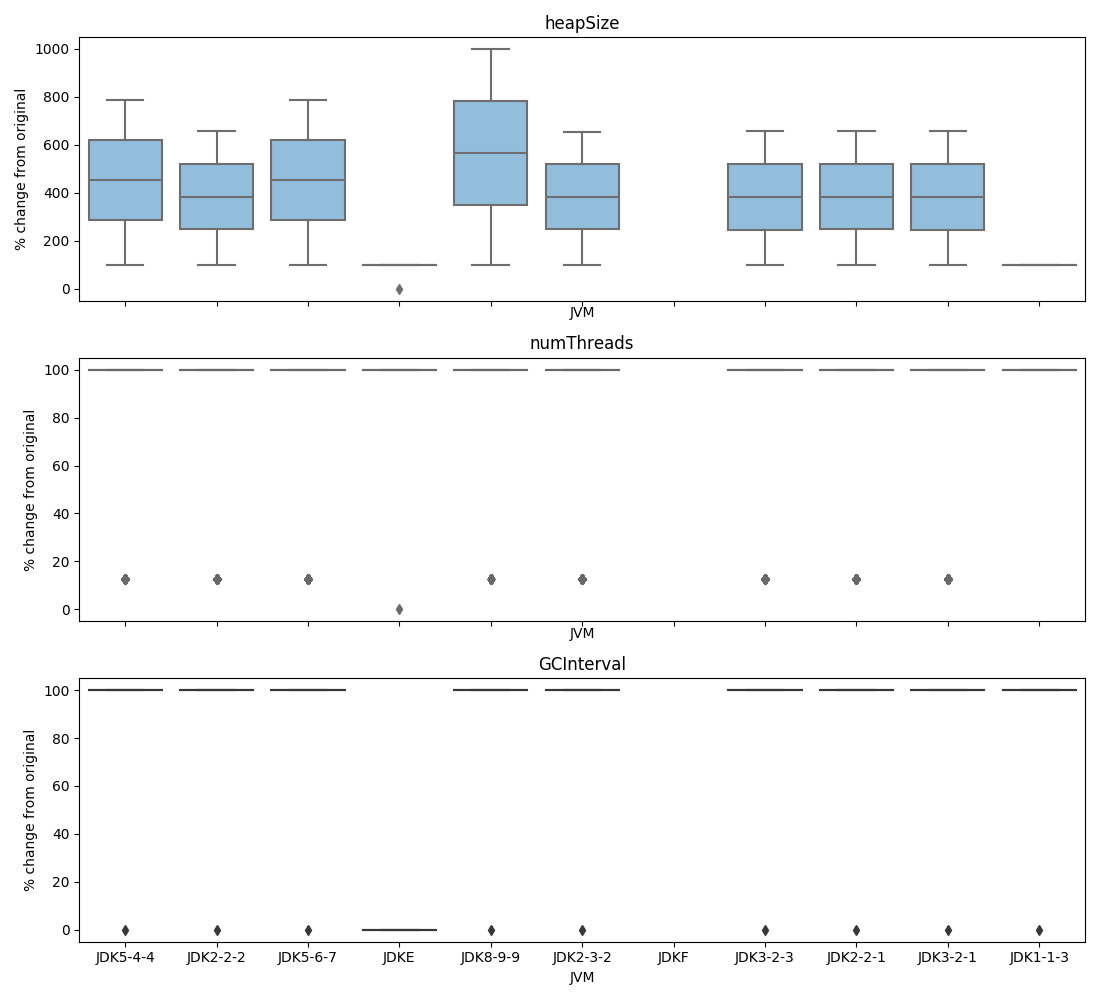 heapSize
1000
800
600
400
200
0
% change from original
JVM
numThreads
100
80
60
40
20
0
% change from original
JVM
GCInterval
100
80
60
40
20
0
% change from original
JDK5-4-4 JDK2-2-2 JDK5-6-7 JDKE JDK8-9-9 JDK2-3-2 JDKF JDK3-2-3 JDK2-2-1 JDK3-2-1 JDK1-1-3
JVM